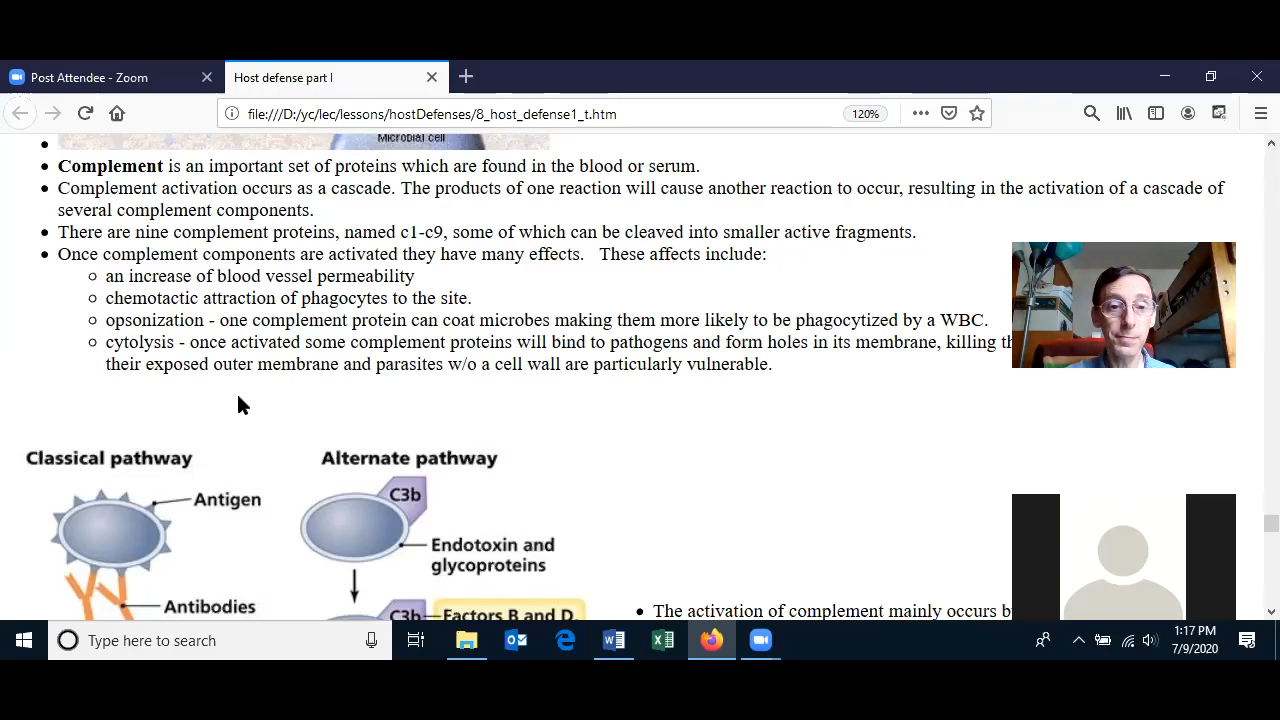 Post Attendee - Zoom
Host defense part I
file:///D:/yc/lec/lessons/hostDefenses/8_host_defense1_t.htm
120%
Microbial cell
Complement is an important set of proteins which are found in the blood or serum.
Complement activation occurs as a cascade. The products of one reaction will cause another reaction to occur, resulting in the activation of a cascade of
several complement components.
There are nine complement proteins, named c1-c9, some of which can be cleaved into smaller active fragments.
Once complement components are activated they have many effects. These affects include:
an increase of blood vessel permeability
chemotactic attraction of phagocytes to the site.
opsonization - one complement protein can coat microbes making them more likely to be phagocytized by a WBC.
cytolysis - once activated some complement proteins will bind to pathogens and form holes in its membrane, killing
their exposed outer membrane and parasites w/o a cell wall are particularly vulnerable.
Classical pathway
Alternate pathway
C3b
Antigen
Endotoxin and
glycoproteins
Antibodies
C3b
Factors B and D
The activation of complement mainly occurs
Type here to search
1:17 PM
7/9/2020